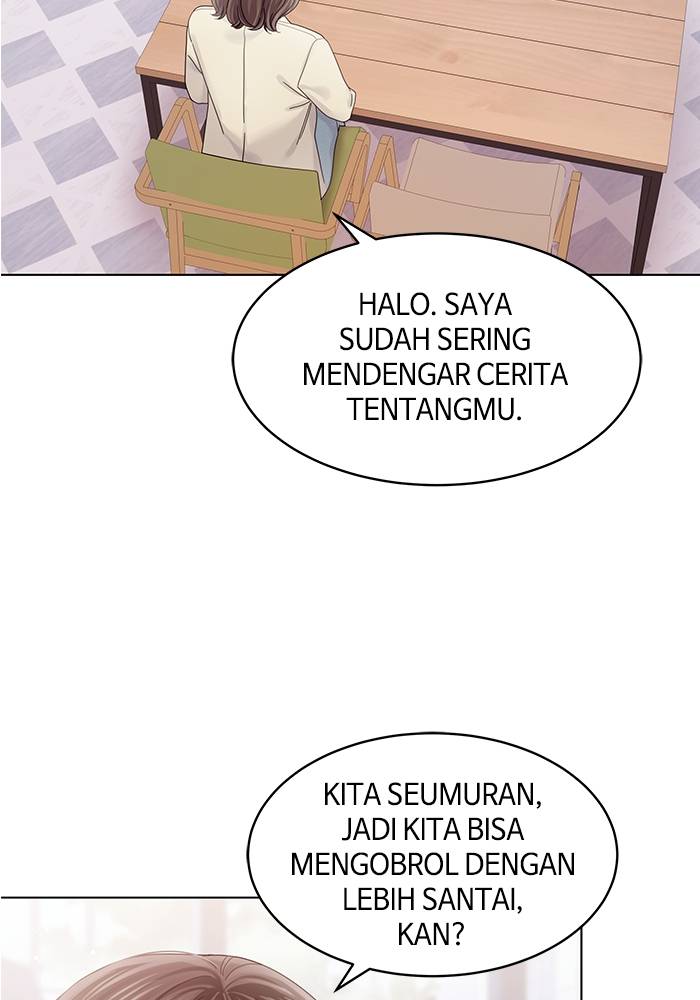 HALO. SAYA
SUDAH SERING
MENDENGAR CERITA
TENTANGMU.
KITA SEUMURAN,
JADI KITA BISA
MENGOBROL DENGAN
LEBIH SANTAI,
KAN?